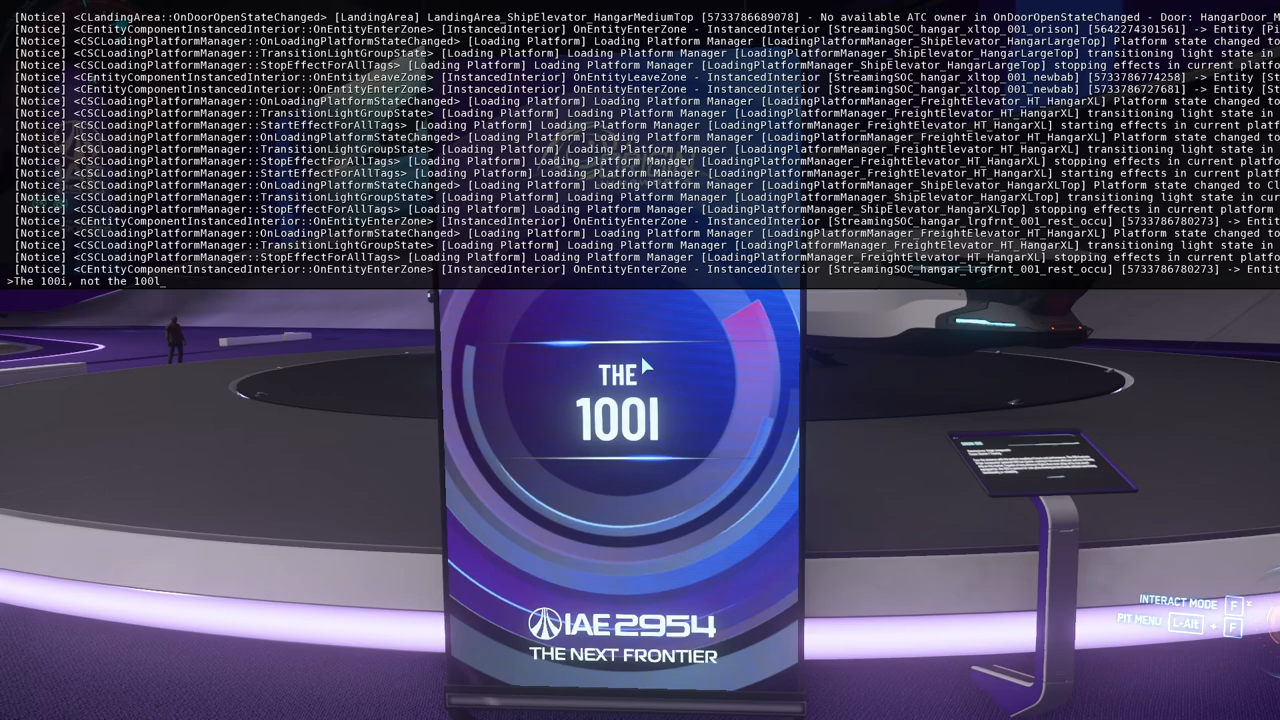 [Notice] <CLandingArea::OnDoorOpenStateChanged> [LandingArea] LandingArea_ShipElevator_HangarMediumTop [5733786689078] - No available ATC owner in OnDoorOpenStateChanged - Door: HangarDoor_M
[Notice] <CEntityComponentInstancedInterior::OnEntityEnterZone> [InstancedInterior] OnEntityEnterZone - InstancedInterior [StreamingSOC_hangar_xltop_001_orison] [5642274301561] -> Entity [Pi
[Notice] <CSCLoadingPlatformManager::OnLoadingPlatformStateChanged> [Loading Platform] Loading Platform Manager [LoadingPlatformManager_ShipElevator_HangarLargeTop] Platform state changed to
[Notice] <CSCLoadingPlatformManager::TransitionLightGroupState> [Loading Platform] Loading Platform Manager [LoadingPlatformManager_ShipElevator_HangarLargeTop] transitioning light state in
[Notice] <CSCLoadingPlatformManager::StopEffectForAllTags> [Loading Platform] Loading Platform Manager [LoadingPlatformManager_ShipElevator_HangarLargeTop] stopping effects in current platfo
[Notice] <CEntityComponentInstancedInterior::OnEntityLeaveZone> [InstancedInterior] OnEntityLeaveZone - InstancedInterior [StreamingSOC_hangar_xltop_001_newbab] [5733786774258] -> Entity [St
[Notice] <CEntityComponentInstancedInterior::OnEntityEnterZone> [InstancedInterior] OnEntityEnterZone - InstancedInterior [StreamingSOC_hangar_xltop_001_newbab] [5733786727681] -> Entity [St
[Notice] <CSCLoadingPlatformManager::OnLoadingPlatformStateChanged> [Loading Platform] Loading Platform Manager [LoadingPlatformManager_FreightElevator_HT_HangarXL] Platform state changed to
[Notice] <CSCLoadingPlatformManager::TransitionLightGroupState> [Loading Platform] Loading Platform Manager [LoadingPlatformManager_FreightElevator_HT_HangarXL] transitioning light state in
[Notice] <CSCLoadingPlatformManager::StartEffectForAllTags> [Loading Platform] Loading Platform Manager [LoadingPlatformManager_FreightElevator_HT_HangarXL] starting effects in current platf
[Notice] <CSCLoadingPlatformManager::OnLoadingPlatformStateChanged> [Loading Platform] Loading Platform Manager [LoadingPlatformManager_FreightElevator_HT_HangarXL] Platform state changed to
[Notice] <CSCLoadingPlatformManager::TransitionLightGroupState> [Loading Platform] Loading Platform Manager [LoadingPlatformManager_FreightElevator_HT_HangarXL] transitioning light state in
[Notice] <CSCLoadingPlatformManager::StopEffectForAllTags> [Loading Platform] Loading Platform Manager [LoadingPlatformManager_FreightElevator_HT_HangarXL] stopping effects in current platfo
[Notice] <CSCLoadingPlatformManager::StartEffectForAllTags> [Loading Platform] Loading Platform Manager [LoadingPlatformManager_FreightElevator_HT_HangarXL] starting effects in current platf
[Notice] <CSCLoadingPlatformManager::OnLoadingPlatformStateChanged> [Loading Platform] Loading Platform Manager [LoadingPlatformManager_ShipElevator_HangarXLTop] Platform state changed to Cl
[Notice] <CSCLoadingPlatformManager::TransitionLightGroupState> [Loading Platform] Loading Platform Manager [LoadingPlatformManager_ShipElevator_HangarXLTop] transitioning light state in cur
[Notice] <CSCLoadingPlatformManager::StopEffectForAllTags> [Loading Platform] Loading Platform Manager [LoadingPlatformManager_ShipElevator_HangarXLTop] stopping effects in current platform
[Notice] <CEntityComponentInstancedInterior::OnEntityEnterZone> [InstancedInterior] OnEntityEnterZone - InstancedInterior [StreamingSOC_hangar_lrgfrnt_001_rest_occu] [5733786780273] -> Entit
[Notice] <CSCLoadingPlatformManager::OnLoadingPlatformStateChanged> [Loading Platform] Loading Platform Manager [LoadingPlatformManager_FreightElevator_HT_HangarXL] Platform state changed to
[Notice] <CSCLoadingPlatformManager::TransitionLightGroupState> [Loading Platform] Loading Platform Manager [LoadingPlatformManager_FreightElevator_HT_HangarXL] transitioning light state in
[Notice] <CSCLoadingPlatformManager::StopEffectForAllTags> [Loading Platform] Loading Platform Manager [LoadingPlatformManager_FreightElevator_HT_HangarXL] stopping effects in current platfo
[Notice] <CEntityComponentInstancedInterior::OnEntityEnterZone> [InstancedInterior] OnEntityEnterZone - InstancedInterior [StreamingSOC_hangar_lrgfrnt_001_rest_occu] [5733786780273] -> Entit
>The 100i, not the 100l_
THE
100I
IAE 2954
THE NEXT FRONTIER
INTERACT MODE F
PIT MENU L-Alt + F